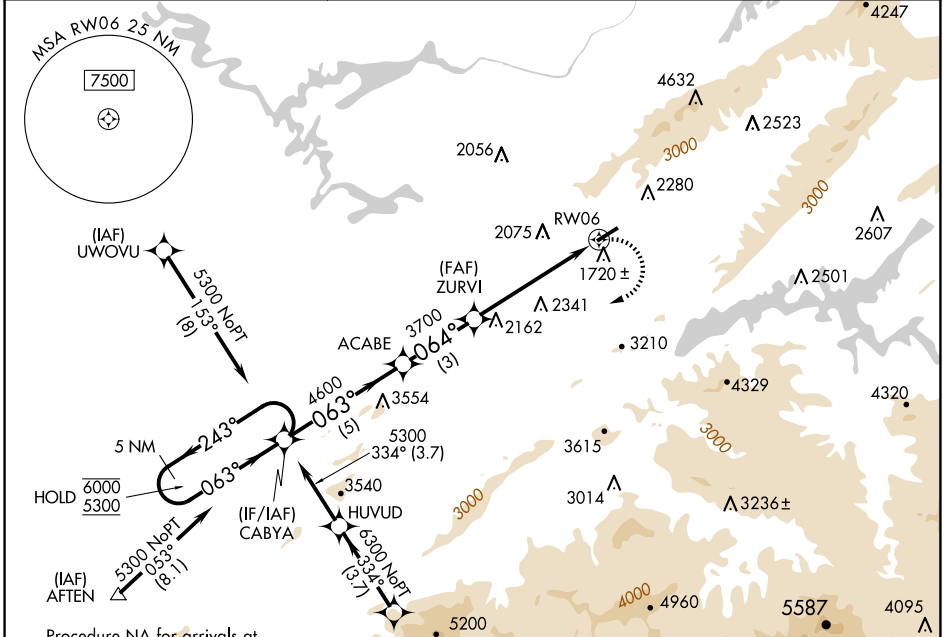 MSA RW06 25 NM
7500
4247
4632
2523
3000
2056
2280
3000
RW06
2075
2607
(IAF)
UWOVU
1720 ±
2501
(FAF)
ZURVI
5300 NoPT
153°
(8)
2341
2162
3700
064°
(3)
ACABE
3210
4600
063°
(5)
3554
4329
4320
243°
5 NM
5300
334° (3.7)
3615
3000
063°
HOLD 6000
5300
3540
3014
(IF/IAF)
CABYA
HUVUD
3000
3236 ±
5300 NoPT
053°
(8.1)
6300 NoPT
334°
(3.7)
(IAF)
AFTEN
4000
4960
5587
4095
5200
Procedure NA for arrivals at